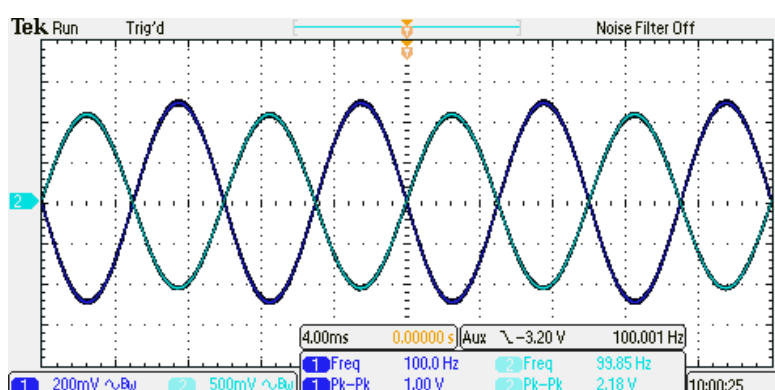 Tek Run Trig'd Noise Filter Off
T
T
2
4.00ms 0.00000 s Aux -3.20 V 100.001 Hz
1 Freq 100.0 Hz 2 Freq 99.85 Hz
1 200mV Bw 2 500mV Bw 1 Pk-Pk 1.00 V 2 Pk-Pk 2.18 V 10:00:25